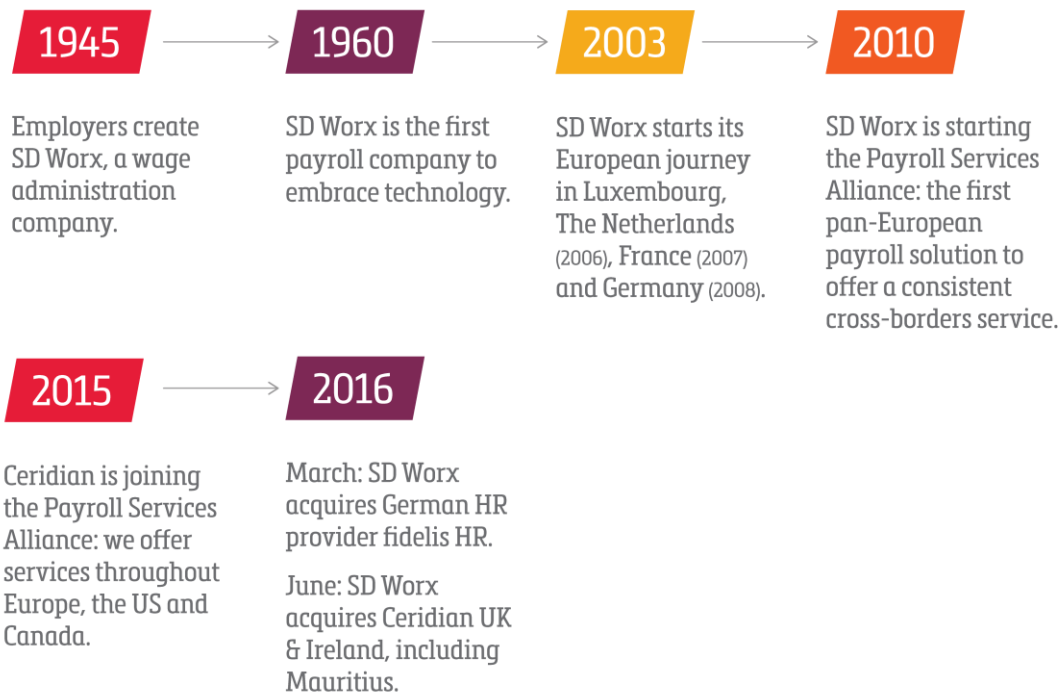 1945
Employers create
SD Worx, a wage
administration
company.
1960
SD Worx is the first
payroll company to
embrace technology.
2003
SD Worx starts its
European journey
in Luxembourg,
The Netherlands
(2006), France (2007)
and Germany (2008).
2010
SD Worx is starting
the Payroll Services
Alliance: the first
pan-European
payroll solution to
offer a consistent
cross-borders service.
2015
Ceridian is joining
the Payroll Services
Alliance: we offer
services throughout
Europe, the US and
Canada.
2016
March: SD Worx
acquires German HR
provider fidelis HR.
June: SD Worx
acquires Ceridian UK
& Ireland, including
Mauritius.